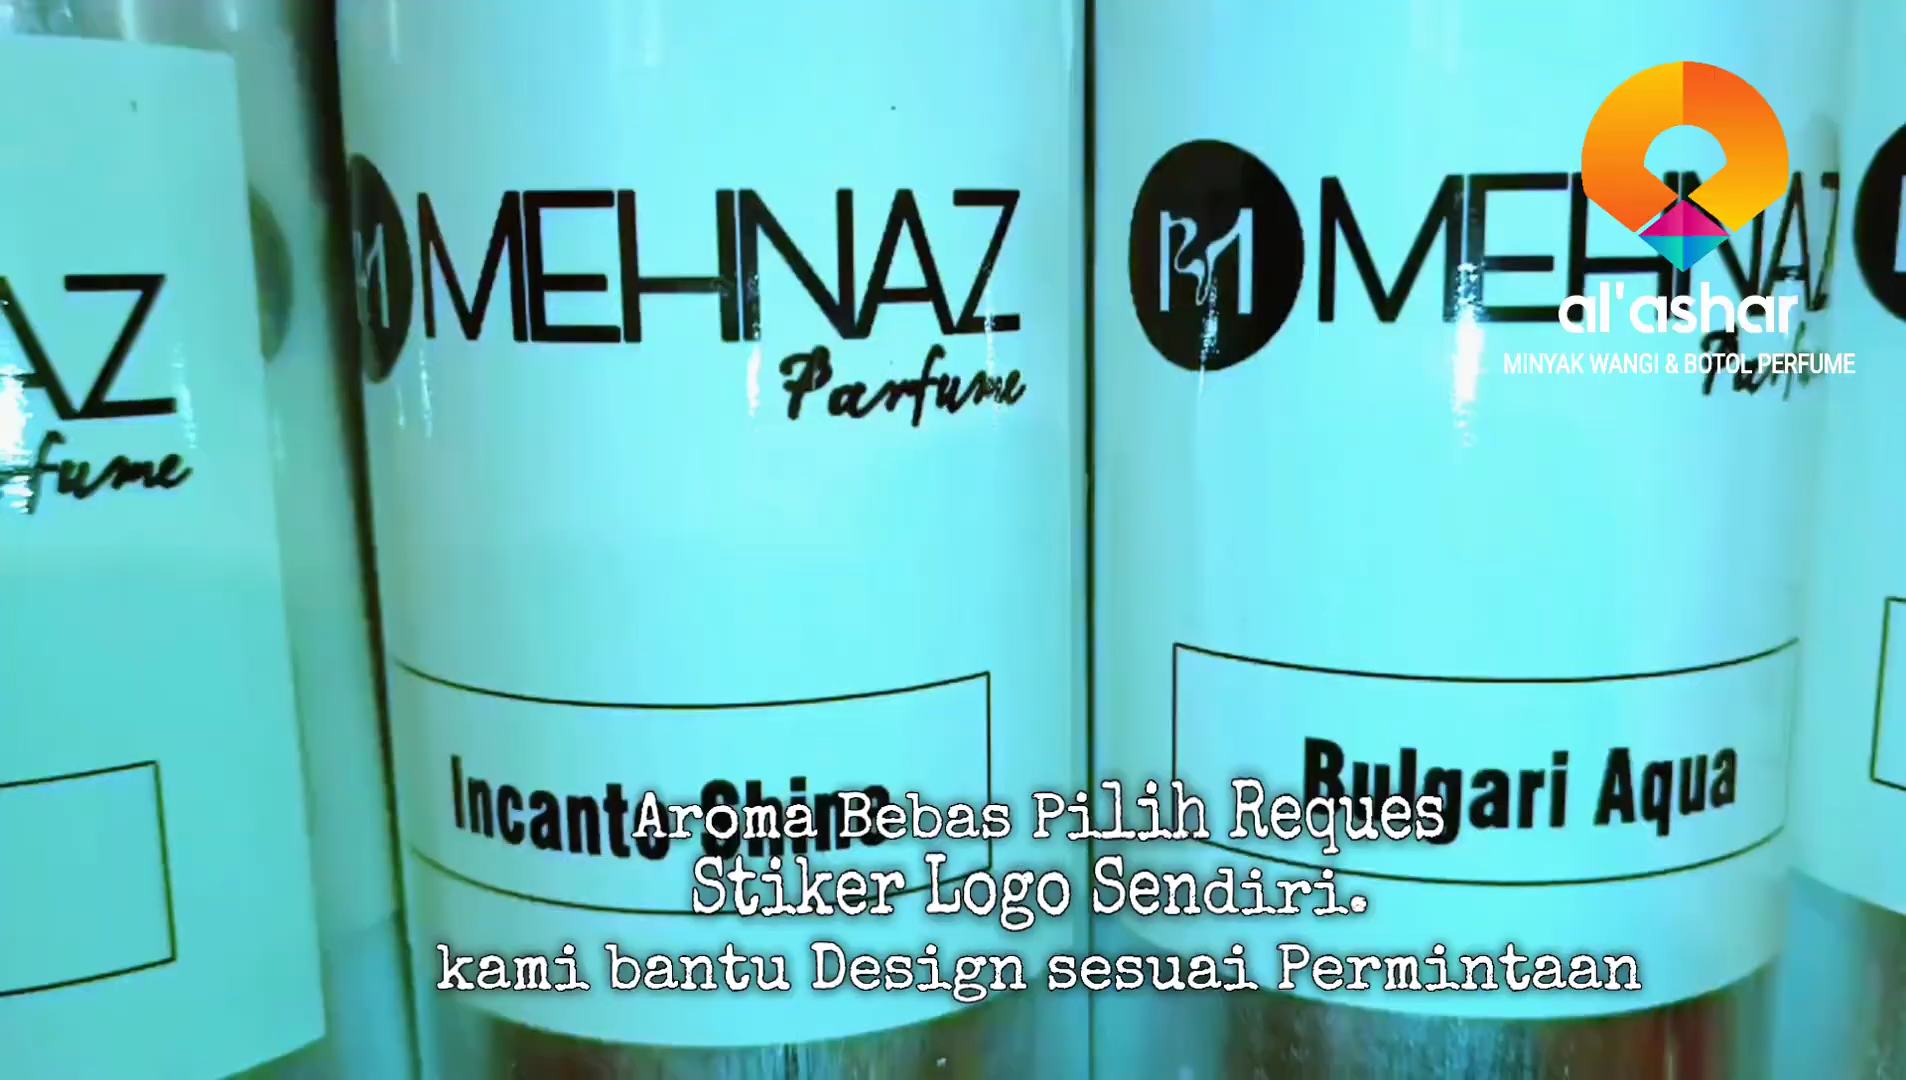 MEHNAZ
Parfume
MEHNAZ
al'ashar
MINYAK WANGI & BOTOL PERFUME
AZ
fume
Incanto Shine
Bulgari Aqua
Aroma Bebas Pilih Reques
Stiker Logo Sendiri.
kami bantu Design sesuai Permintaan